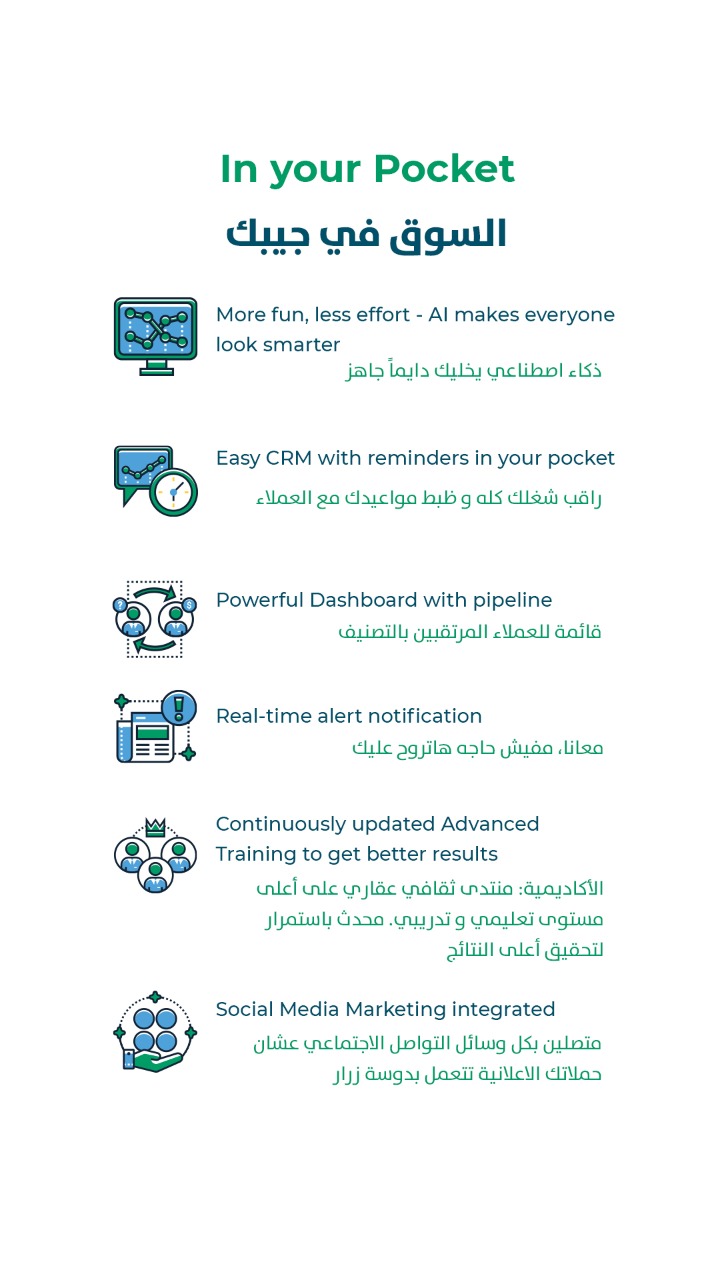 In your Pocket
السوق في جيبك
More fun, less effort - AI makes everyone
look smarter
ذكاء اصطناعي يخليك دايماً جاهز
Easy CRM with reminders in your pocket
راقب شغلك كله و ظبط مواعيدك مع العملاء
? $
Powerful Dashboard with pipeline
قائمة للعملاء المرتقبين بالتصنيف
!
Real-time alert notification
معانا، مفيش حاجه هاتروح عليك
Continuously updated Advanced
Training to get better results
الأكاديمية: منتدى ثقافي عقاري على أعلى
مستوى تعليمي و تدريبي. محدث باستمرار
لتحقيق أعلى النتائج
Social Media Marketing integrated
متصلين بكل وسائل التواصل الاجتماعي عشان
حملاتك الاعلانية تتعمل بدوسة زرار